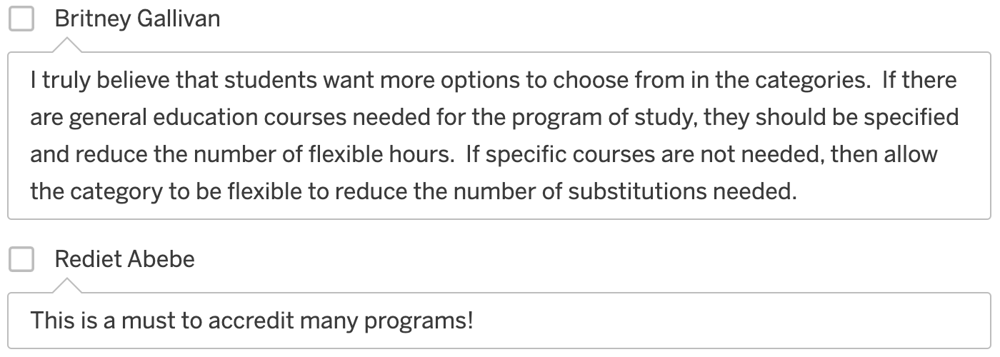 Britney Gallivan
I truly believe that students want more options to choose from in the categories.  If there
are general education courses needed for the program of study, they should be specified
and reduce the number of flexible hours.  If specific courses are not needed, then allow
the category to be flexible to reduce the number of substitutions needed.
Rediet Abebe
This is a must to accredit many programs!